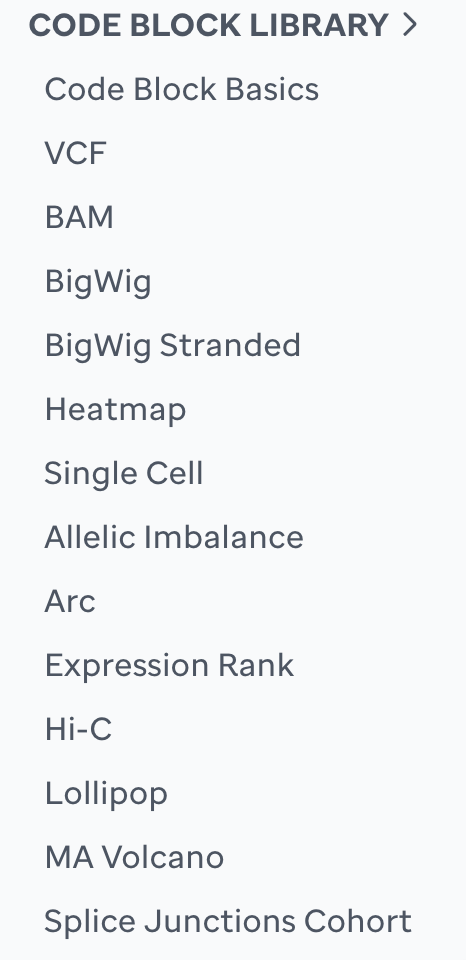 CODE BLOCK LIBRARY
Code Block Basics
VCF
BAM
BigWig
BigWig Stranded
Heatmap
Single Cell
Allelic Imbalance
Arc
Expression Rank
Hi-C
Lollipop
MA Volcano
Splice Junctions Cohort